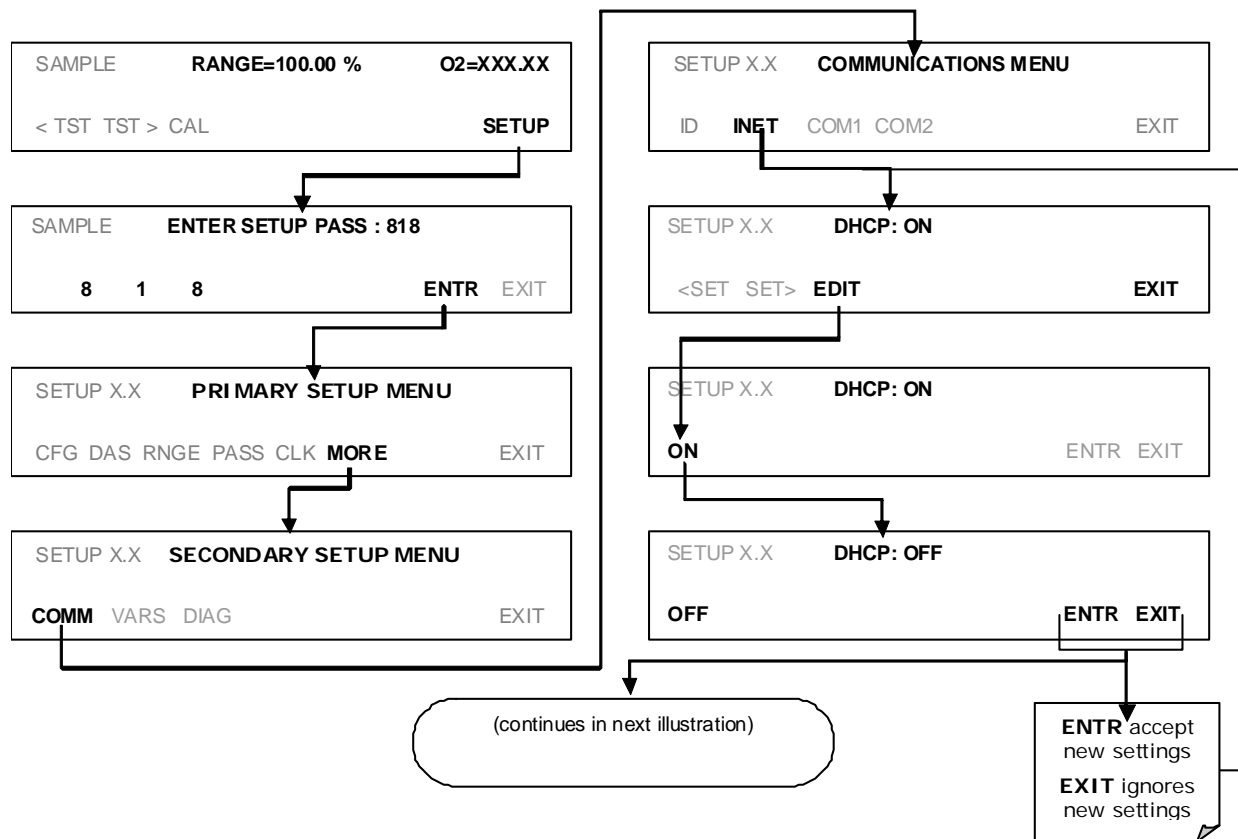 SAMPLE RANGE=100.00 % O2=XXX.XX
< TST TST > CAL SETUP
SAMPLE ENTER SETUP PASS : 818
8 1 8 ENTR EXIT
SETUP X.X PRIMARY SETUP MENU
CFG DAS RNGE PASS CLK MORE EXIT
SETUP X.X SECONDARY SETUP MENU
COMM VARS DIAG EXIT
SETUP X.X COMMUNICATIONS MENU
ID INET COM1 COM2 EXIT
SETUP X.X DHCP: ON
<SET SET> EDIT EXIT
SETUP X.X DHCP: ON
ON ENTR EXIT
SETUP X.X DHCP: OFF
OFF ENTR EXIT
(continues in next illustration)
ENTR accept
new settings
EXIT ignores
new settings